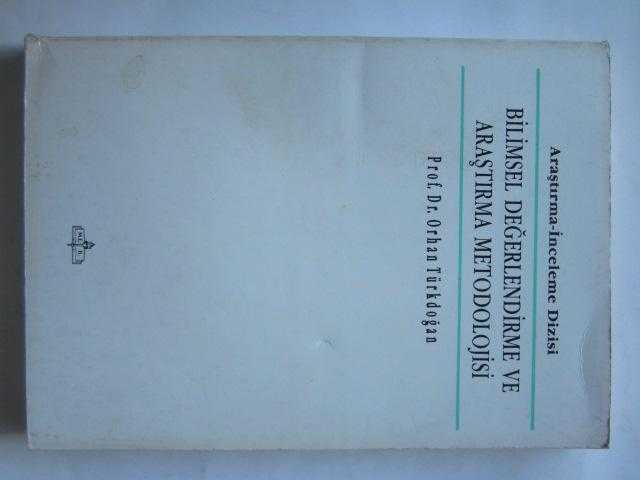 Araştırma-İnceleme Dizisi
BİLİMSEL DEĞERLENDİRME VE
ARAŞTIRMA METODOLOJİSİ
Prof. Dr. Orhan Türkdoğan